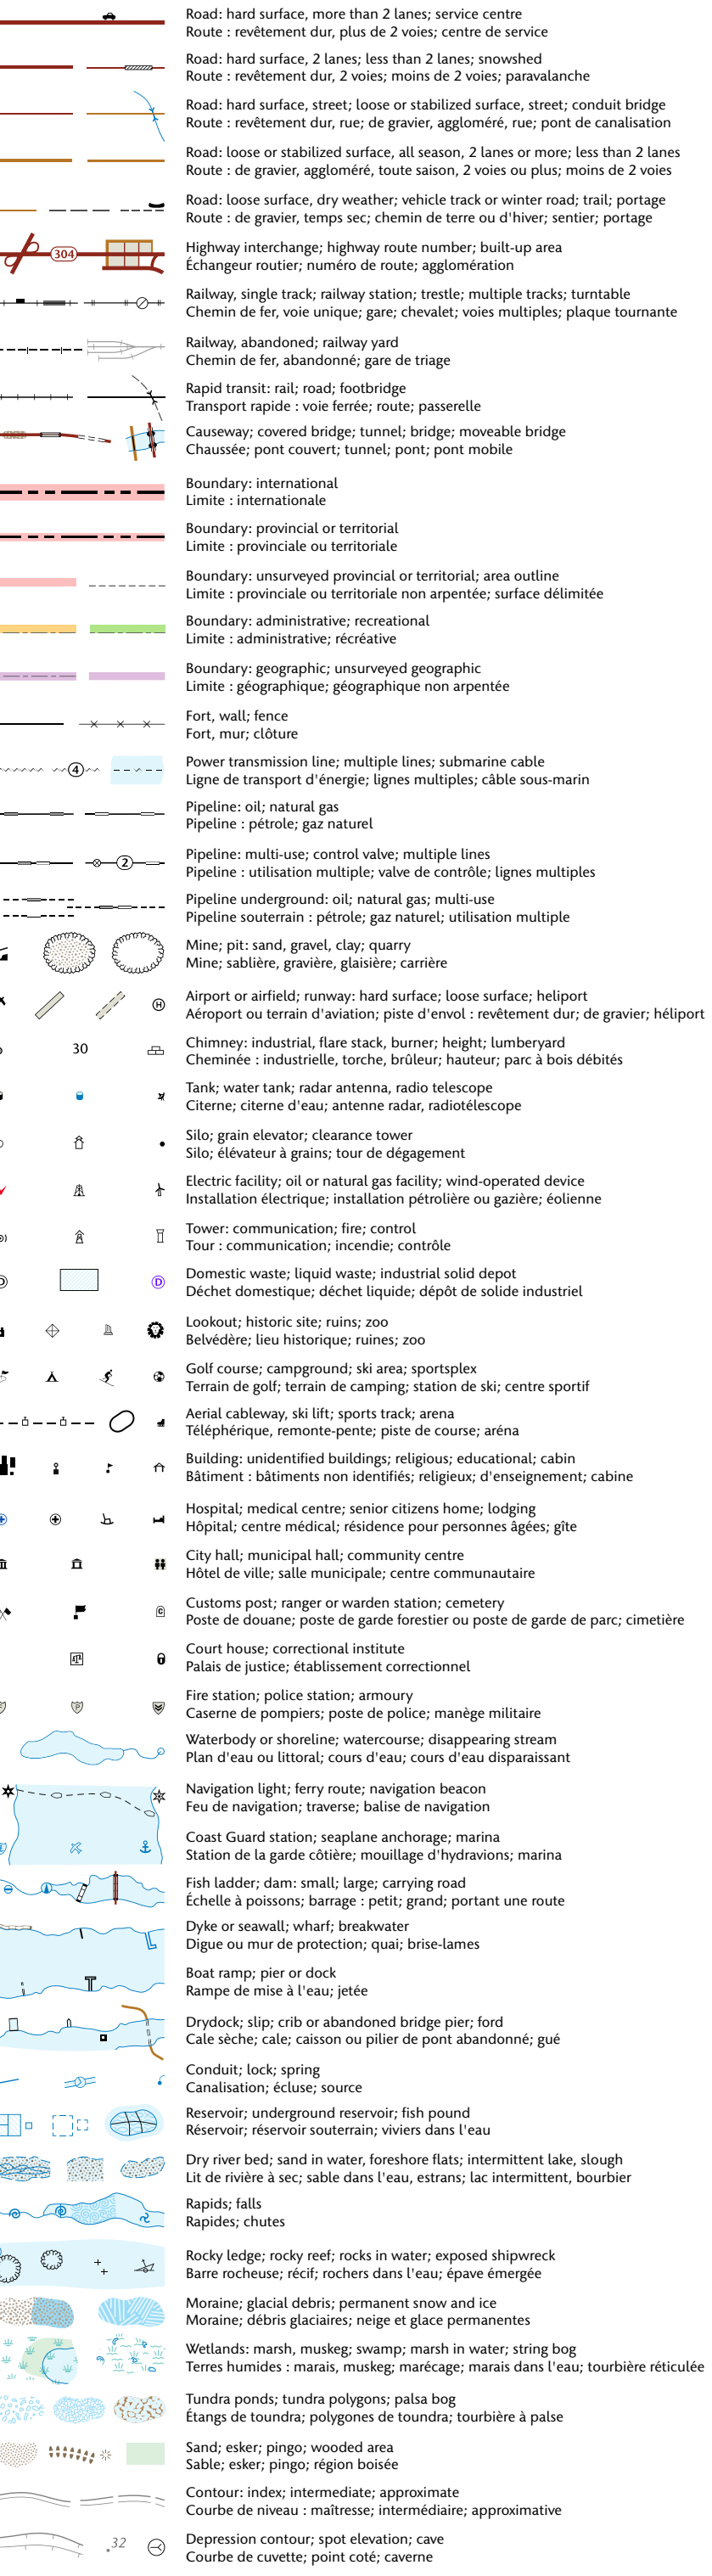 Road: hard surface, more than 2 lanes; service centre
Route : revêtement dur, plus de 2 voies; centre de service
Road: hard surface, 2 lanes; less than 2 lanes; snowshed
Route : revêtement dur, 2 voies; moins de 2 voies; paravalanche
Road: hard surface, street; loose or stabilized surface, street; conduit bridge
Route : revêtement dur, rue; de gravier, aggloméré, rue; pont de canalisation
Road: loose or stabilized surface, all season, 2 lanes or more; less than 2 lanes
Route : de gravier, aggloméré, toute saison, 2 voies ou plus; moins de 2 voies
Road: loose surface, dry weather; vehicle track or winter road; trail; portage
Route : de gravier, temps sec; chemin de terre ou d'hiver; sentier; portage
304
Highway interchange; highway route number; built-up area
Échangeur routier; numéro de route; agglomération
Railway, single track; railway station; trestle; multiple tracks; turntable
Chemin de fer, voie unique; gare; chevalet; voies multiples; plaque tournante
Railway, abandoned; railway yard
Chemin de fer, abandonné; gare de triage
Rapid transit: rail; road; footbridge
Transport rapide : voie ferrée; route; passerelle
Causeway; covered bridge; tunnel; bridge; moveable bridge
Chaussée; pont couvert; tunnel; pont; pont mobile
Boundary: international
Limite : internationale
Boundary: provincial or territorial
Limite : provinciale ou territoriale
Boundary: unsurveyed provincial or territorial; area outline
Limite : provinciale ou territoriale non arpentée; surface délimitée
Boundary: administrative; recreational
Limite : administrative; récréative
Boundary: geographic; unsurveyed geographic
Limite : géographique; géographique non arpentée
Fort, wall; fence
Fort, mur; clôture
4
Power transmission line; multiple lines; submarine cable
Ligne de transport d'énergie; lignes multiples; câble sous-marin
Pipeline: oil; natural gas
Pipeline : pétrole; gaz naturel
2
Pipeline: multi-use; control valve; multiple lines
Pipeline : utilisation multiple; valve de contrôle; lignes multiples
Pipeline underground: oil; natural gas; multi-use
Pipeline souterrain : pétrole; gaz naturel; utilisation multiple
Mine; pit: sand, gravel, clay; quarry
Mine; sablière, gravière, glaisière; carrière
H
Airport or airfield; runway: hard surface; loose surface; heliport
Aéroport ou terrain d'aviation; piste d'envol : revêtement dur; de gravier; héliport
30
Chimney: industrial, flare stack, burner; height; lumberyard
Cheminée : industrielle, torche, brûleur; hauteur; parc à bois débités
Tank; water tank; radar antenna, radio telescope
Citerne; citerne d'eau; antenne radar, radiotélescope
Silo; grain elevator; clearance tower
Silo; élévateur à grains; tour de dégagement
Electric facility; oil or natural gas facility; wind-operated device
Installation électrique; installation pétrolière ou gazière; éolienne
Tower: communication; fire; control
Tour : communication; incendie; contrôle
D D
Domestic waste; liquid waste; industrial solid depot
Déchet domestique; déchet liquide; dépôt de solide industriel
Lookout; historic site; ruins; zoo
Belvédère; lieu historique; ruines; zoo
Golf course; campground; ski area; sportsplex
Terrain de golf; terrain de camping; station de ski; centre sportif
Aerial cableway, ski lift; sports track; arena
Téléphérique, remonte-pente; piste de course; aréna
Building: unidentified buildings; religious; educational; cabin
Bâtiment : bâtiments non identifiés; religieux; d'enseignement; cabine
Hospital; medical centre; senior citizens home; lodging
Hôpital; centre médical; résidence pour personnes âgées; gîte
City hall; municipal hall; community centre
Hôtel de ville; salle municipale; centre communautaire
C
Customs post; ranger or warden station; cemetery
Poste de douane; poste de garde forestier ou poste de garde de parc; cimetière
Court house; correctional institute
Palais de justice; établissement correctionnel
Fire station; police station; armoury
Caserne de pompiers; poste de police; manège militaire
Waterbody or shoreline; watercourse; disappearing stream
Plan d'eau ou littoral; cours d'eau; cours d'eau disparaissant
Navigation light; ferry route; navigation beacon
Feu de navigation; traverse; balise de navigation
Coast Guard station; seaplane anchorage; marina
Station de la garde côtière; mouillage d'hydravions; marina
Fish ladder; dam: small; large; carrying road
Échelle à poissons; barrage : petit; grand; portant une route
Dyke or seawall; wharf; breakwater
Digue ou mur de protection; quai; brise-lames
Boat ramp; pier or dock
Rampe de mise à l'eau; jetée
Drydock; slip; crib or abandoned bridge pier; ford
Cale sèche; cale; caisson ou pilier de pont abandonné; gué
Conduit; lock; spring
Canalisation; écluse; source
Reservoir; underground reservoir; fish pound
Réservoir; réservoir souterrain; viviers dans l'eau
Dry river bed; sand in water, foreshore flats; intermittent lake, slough
Lit de rivière à sec; sable dans l'eau, estrans; lac intermittent, bourbier
Rapids; falls
Rapides; chutes
Rocky ledge; rocky reef; rocks in water; exposed shipwreck
Barre rocheuse; récif; rochers dans l'eau; épave émergée
Moraine; glacial debris; permanent snow and ice
Moraine; débris glaciaires; neige et glace permanentes
Wetlands: marsh, muskeg; swamp; marsh in water; string bog
Terres humides : marais, muskeg; marécage; marais dans l'eau; tourbière réticulée
Tundra ponds; tundra polygons; palsa bog
Étangs de toundra; polygones de toundra; tourbière à palse
Sand; esker; pingo; wooded area
Sable; esker; pingo; région boisée
Contour: index; intermediate; approximate
Courbe de niveau : maîtresse; intermédiaire; approximative
.32
Depression contour; spot elevation; cave
Courbe de cuvette; point coté; caverne